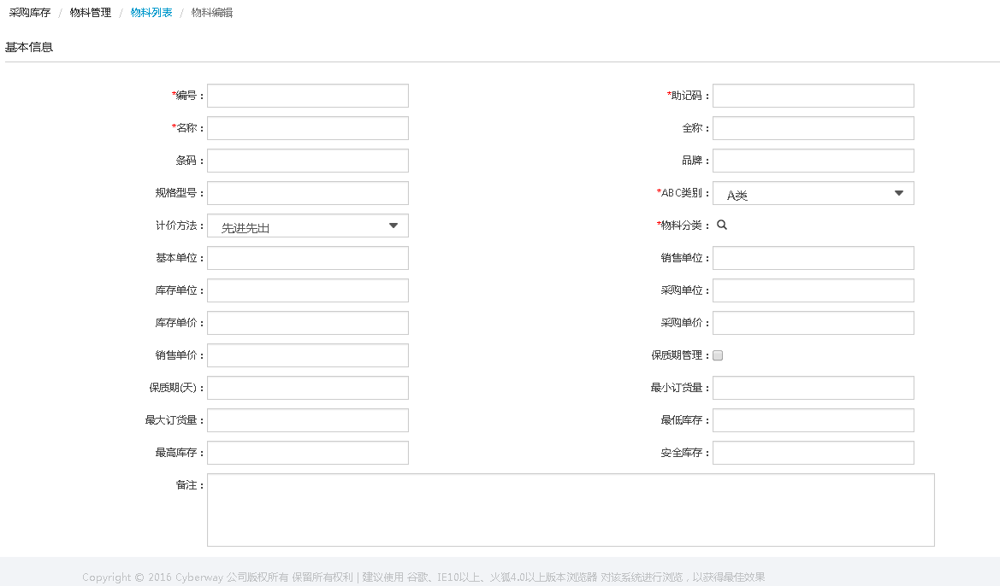 采购库存 / 物料管理 / 物料列表 / 物料编辑
基本信息
*编号： *助记码：
*名称： 全称：
条码： 品牌：
规格型号： *ABC类别： A类
计价方法： 先进先出 *物料分类：
基本单位： 销售单位：
库存单位： 采购单位：
库存单价： 采购单价：
销售单价： 保质期管理：
保质期(天)： 最小订货量：
最大订货量： 最低库存：
最高库存： 安全库存：
备注：
Copyright © 2016 Cyberway 公司版权所有 保留所有权利 | 建议使用 谷歌、IE10以上、火狐4.0以上版本浏览器 对该系统进行浏览，以获得最佳效果